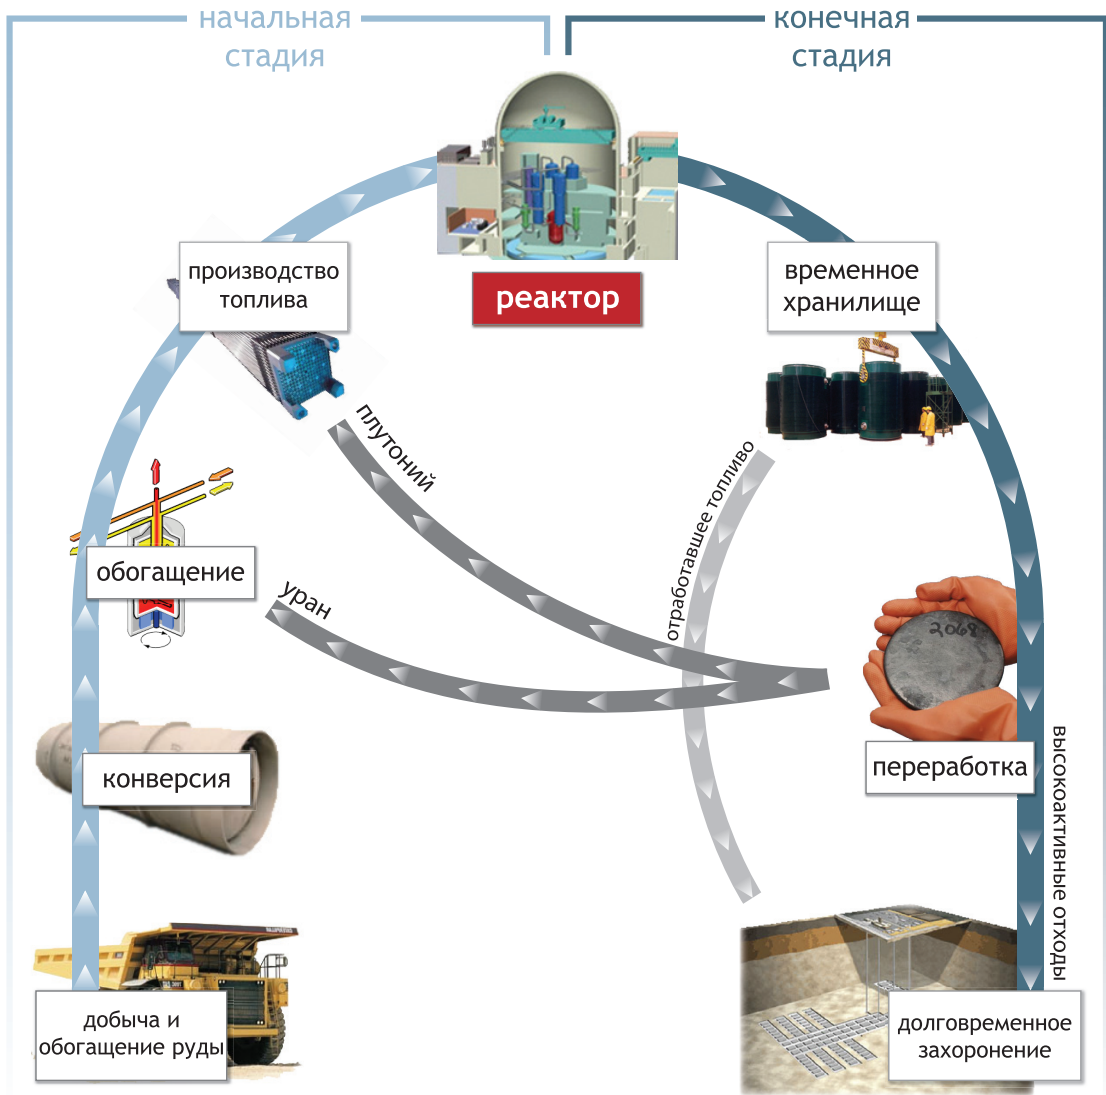 начальная
стадия
конечная
стадия
производство
топлива
реактор
временное
хранилище
плутоний
отработавшее топливо
обогащение
уран
2068
конверсия
переработка
высокоактивные отходы
добыча и
обогащение руды
долговременное
захоронение